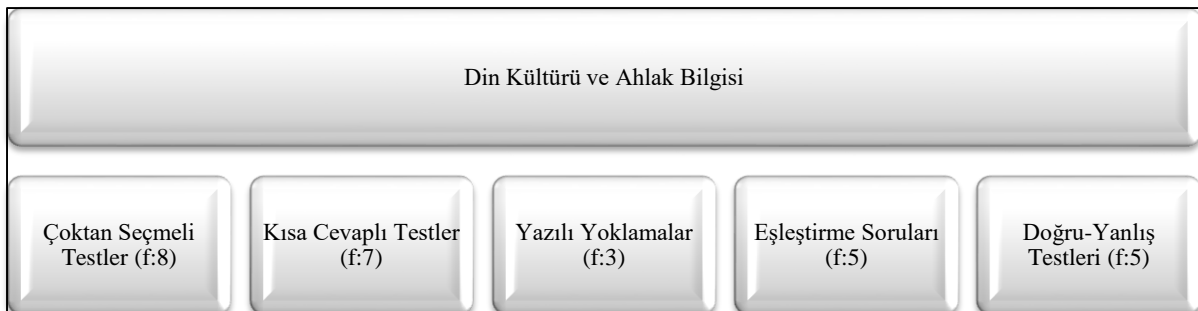 Din Kültürü ve Ahlak Bilgisi
Çoktan Seçmeli
Testler (f:8)
Kısa Cevaplı Testler
(f:7)
Yazılı Yoklamalar
(f:3)
Eşleştirme Soruları
(f:5)
Doğru-Yanlış
Testleri (f:5)